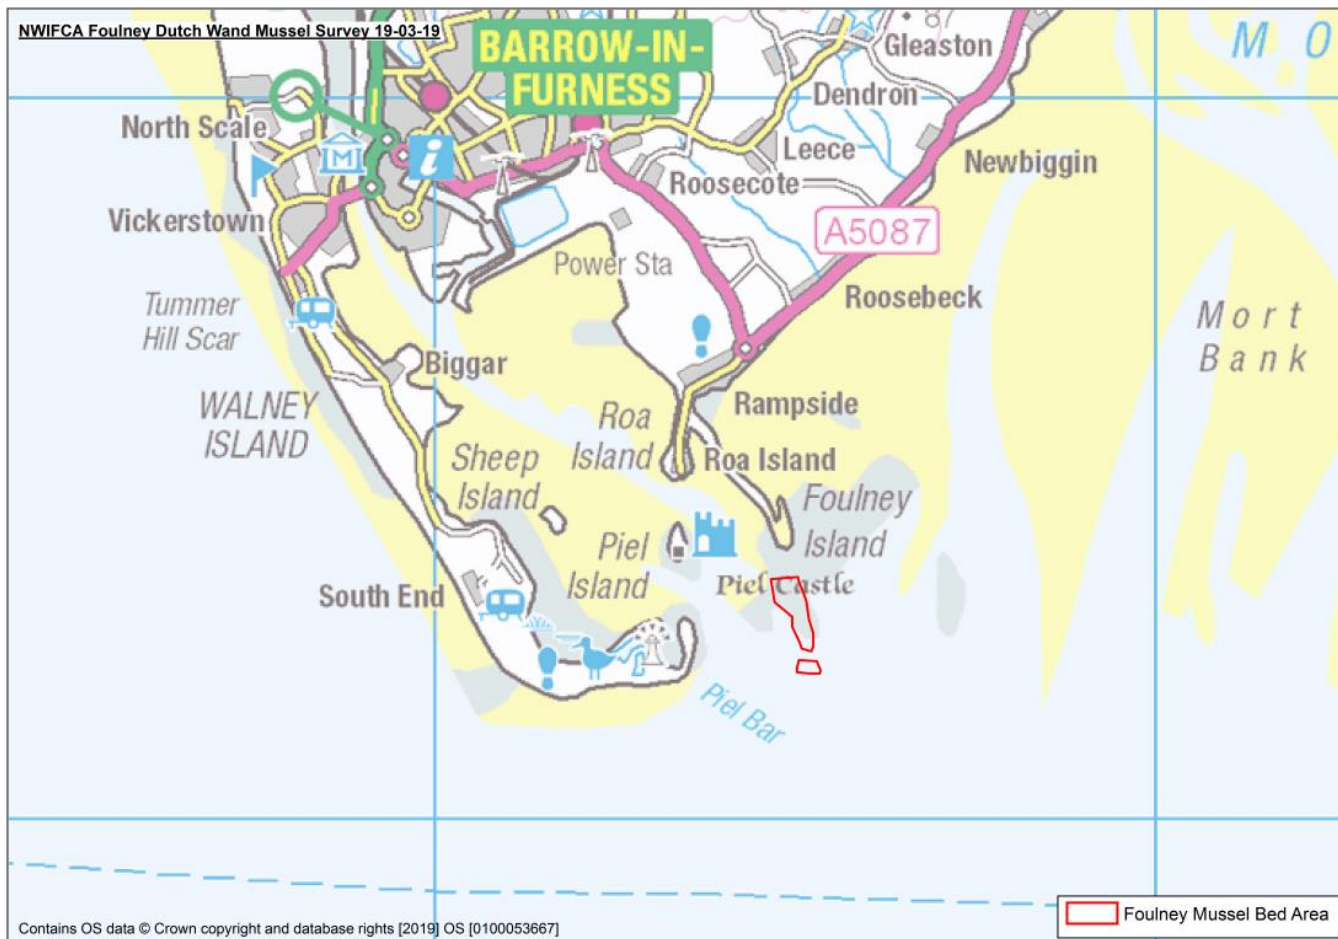 NWIFCA Foulney Dutch Wand Mussel Survey 19-03-19
BARROW-IN-
FURNESS
Gleaston
M O
Dendron
North Scale
M
i
Leece
Newbiggin
Roosecote
Vickerstown
A5087
Power Sta
Tummer
Hill Scar
Roosebeck
Mort
Bank
Biggar
WALNEY
ISLAND
Rampside
Roa
Island
Roa Island
Sheep
Island
Foulney
Island
Piel
Island
Piel Castle
South End
Piel Bar
Foulney Mussel Bed Area
Contains OS data © Crown copyright and database rights [2019] OS [0100053667]